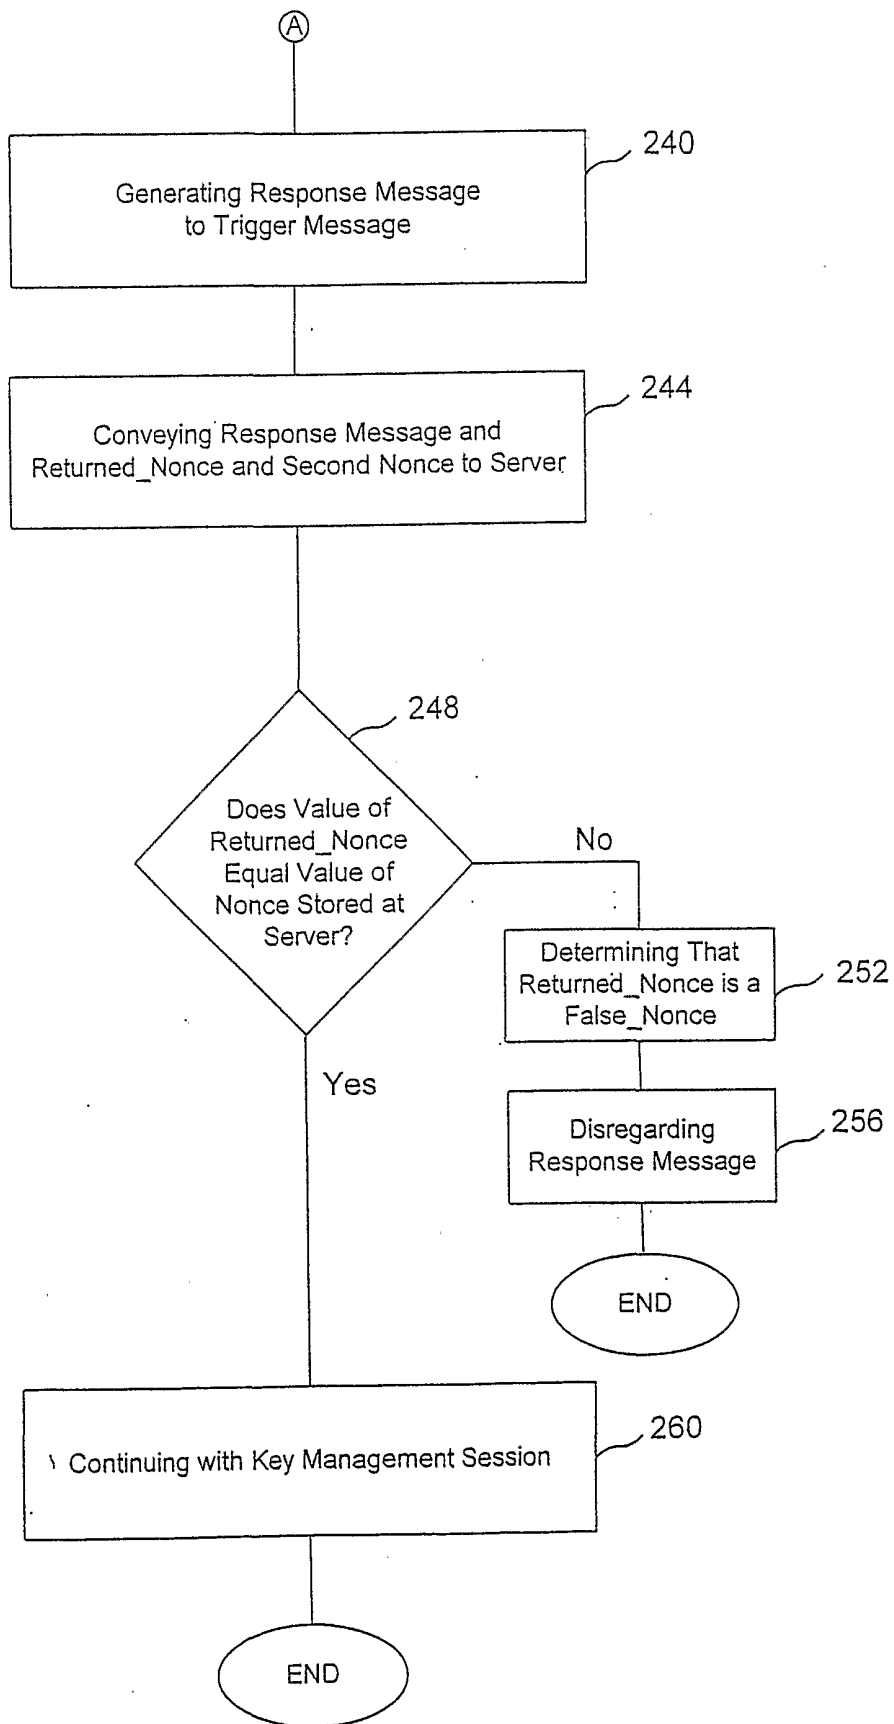 A
240
Generating Response Message
to Trigger Message
244
Conveying Response Message and
Returned_Nonce and Second Nonce to Server
248
Does Value of
Returned_Nonce
Equal Value of
Nonce Stored at
Server?
No
Determining That
Returned_Nonce is a
False_Nonce
252
Yes
Disregarding
Response Message
256
END
260
Continuing with Key Management Session
END